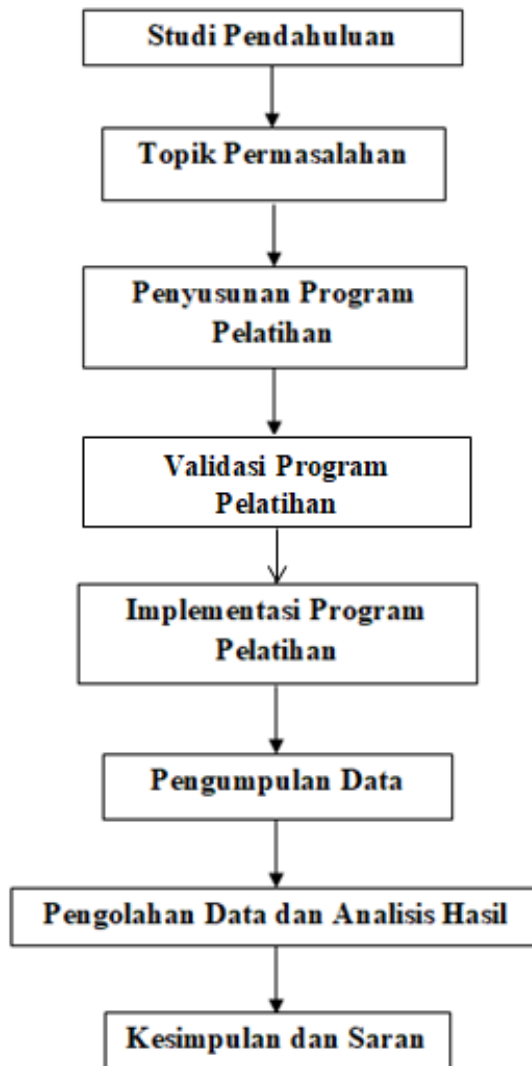 Studi Pendahuluan
Topik Permasalahan
Penyusunan Program
Pelatihan
Validasi Program
Pelatihan
Implementasi Program
Pelatihan
Pengumpulan Data
Pengolahan Data dan Analisis Hasil
Kesimpulan dan Saran